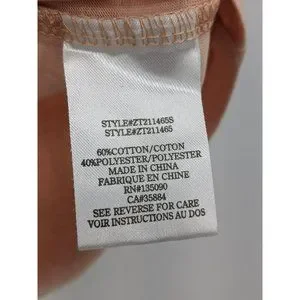 STYLE#ZT211465S
STYLE#ZT211465
60%COTTON/COTON
40%POLYESTER/POLYESTER
MADE IN CHINA
FABRIQUE EN CHINE
RN#135090
CA#35884
SEE REVERSE FOR CARE
VOIR INSTRUCTIONS AU DOS